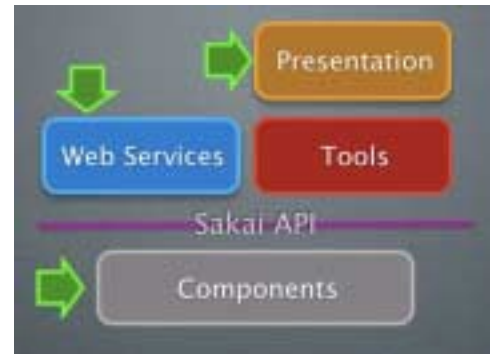 Presentation
Web Services
Tools
Sakai API
Components